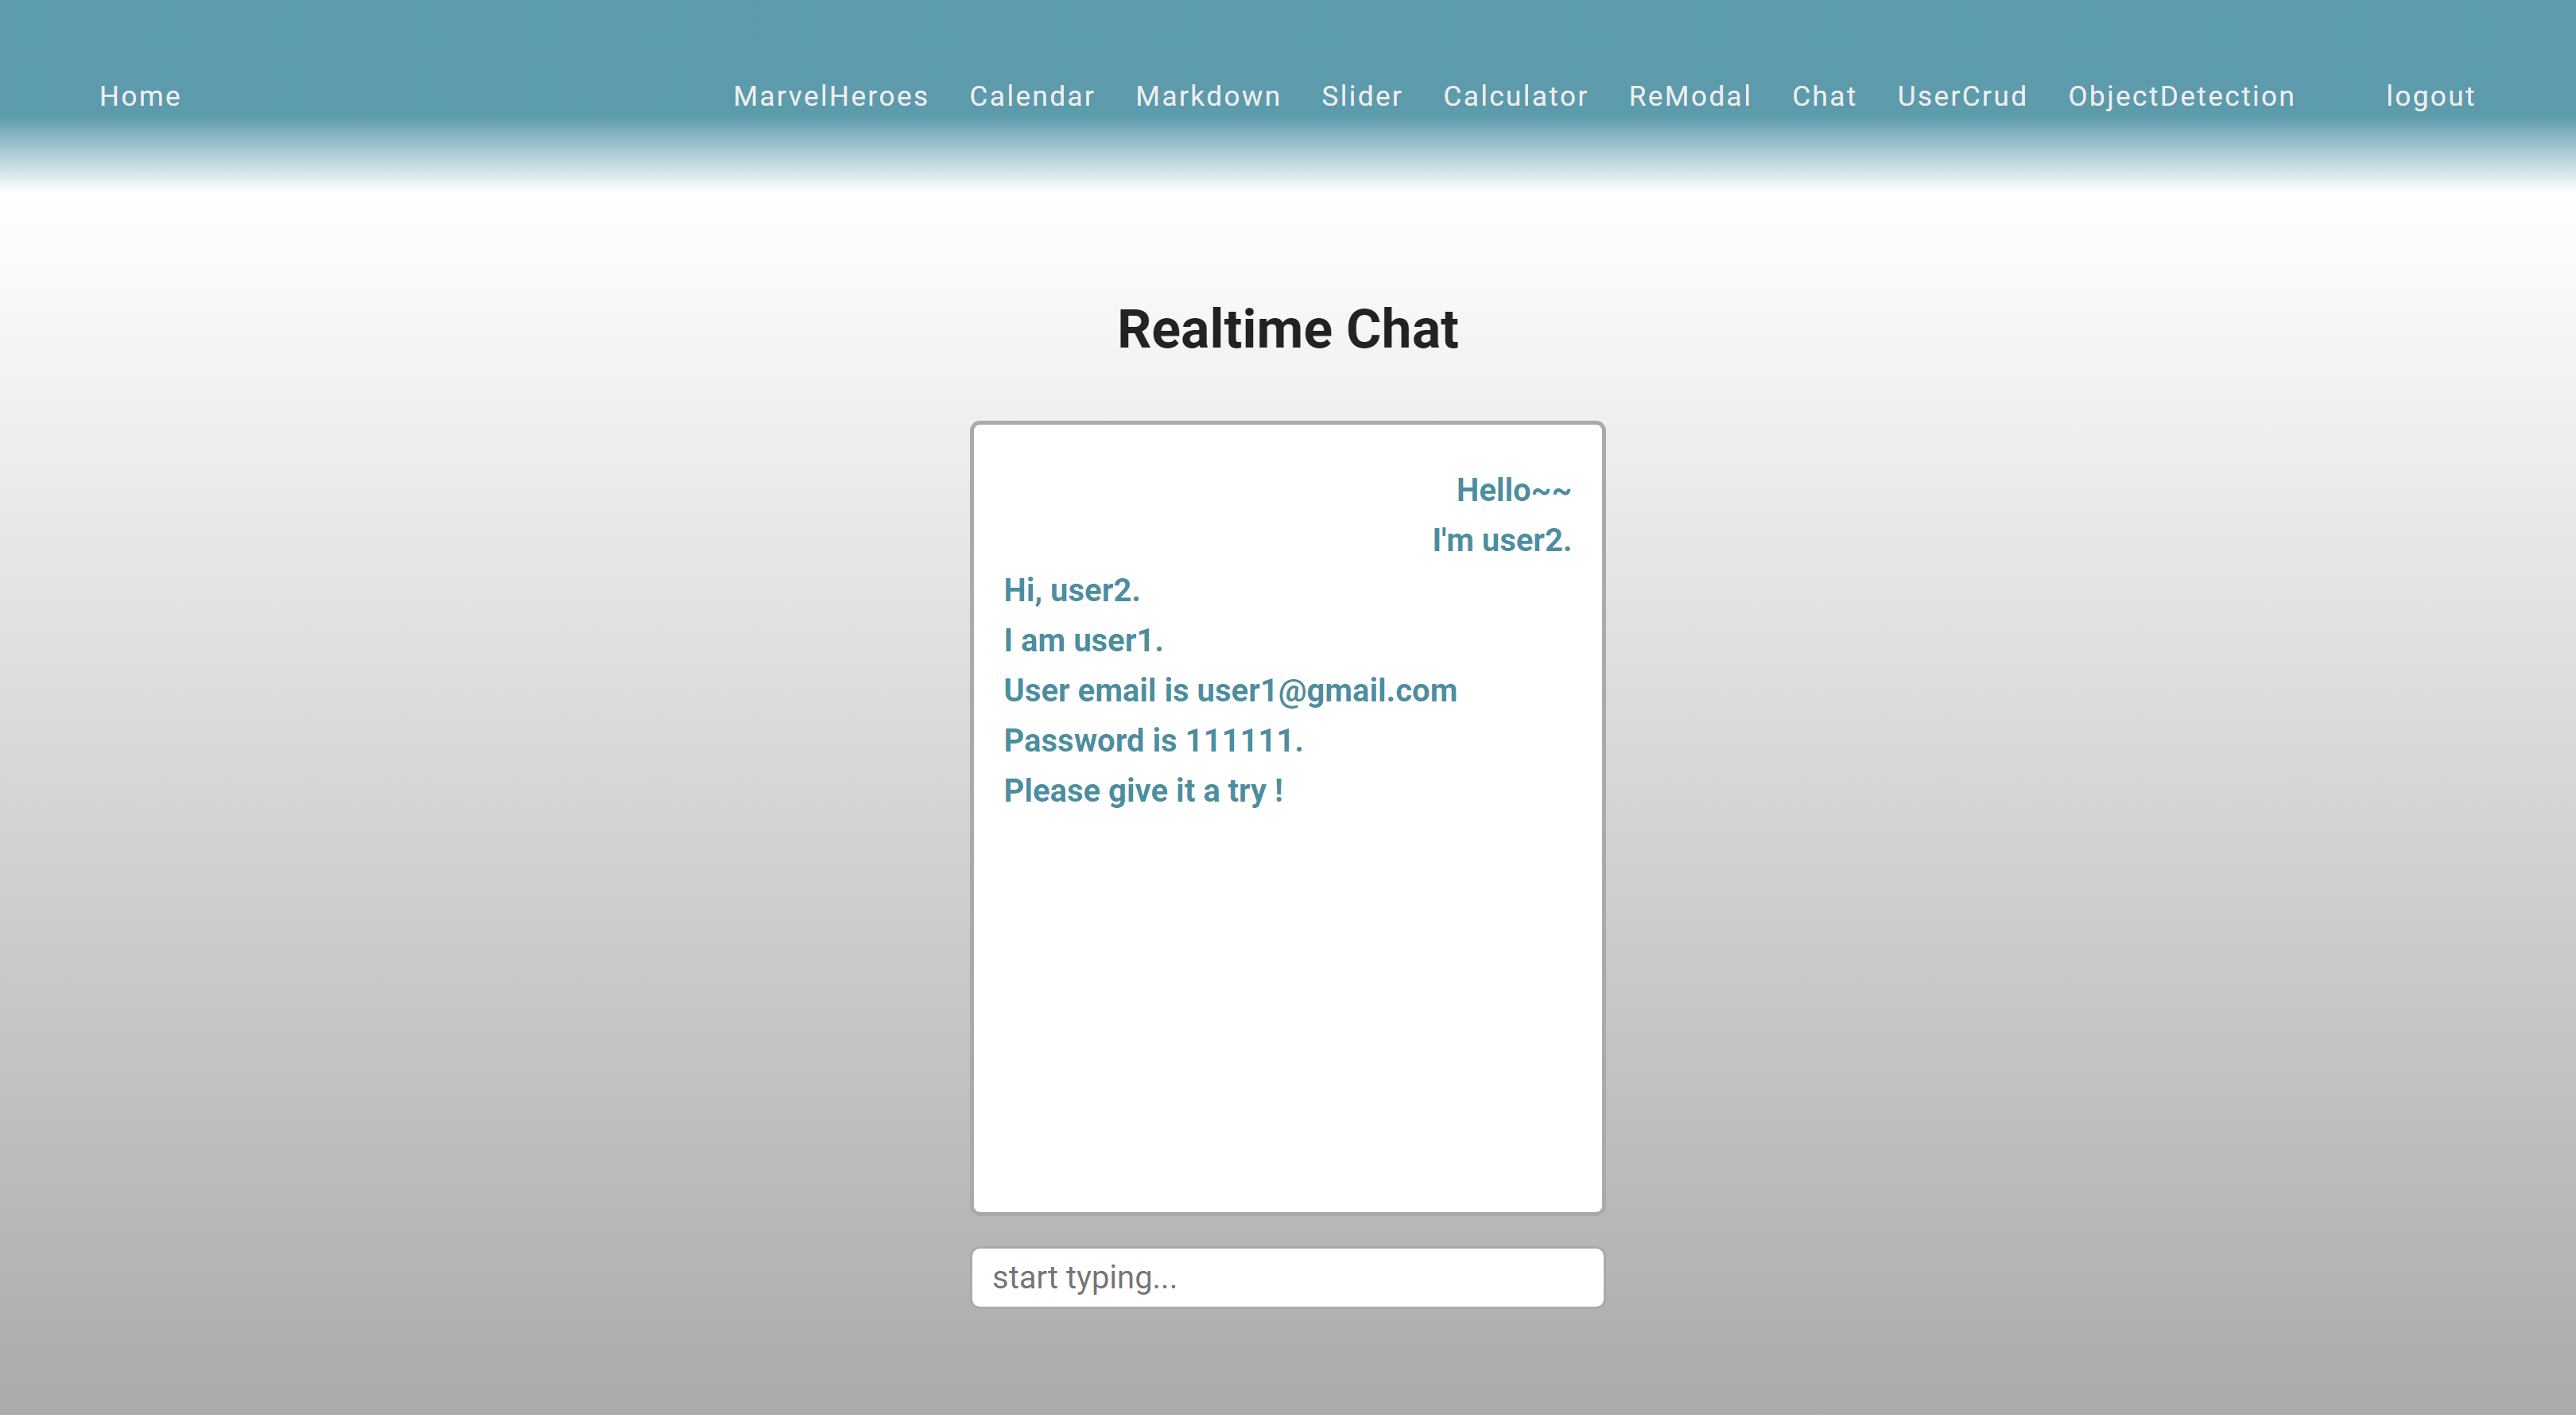 Home MarvelHeroes Calendar Markdown Slider Calculator ReModal Chat UserCrud ObjectDetection logout
Realtime Chat
Hello~~
I'm user2.
Hi, user2.
I am user1.
User email is user1@gmail.com
Password is 111111.
Please give it a try !
start typing...